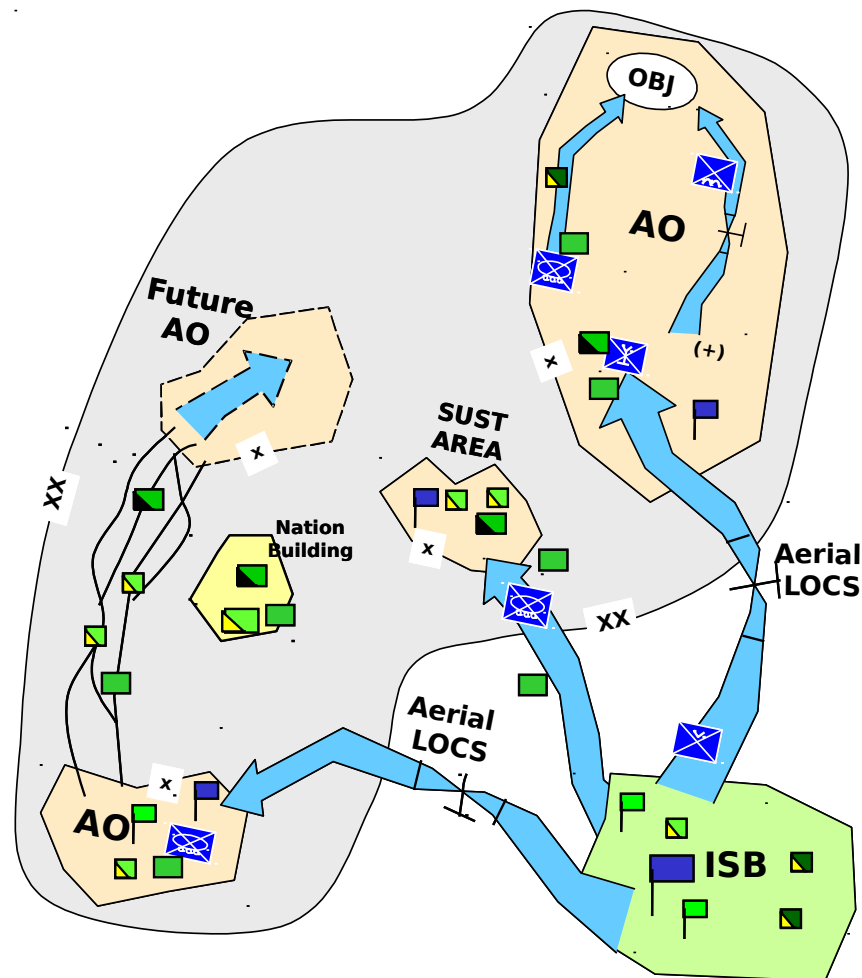 OBJ
AO
(+)
x
Future
AO
x
SUST
AREA
x
XX
Nation
Building
XX
Aerial
LOCS
Aerial
LOCS
x
AO
ISB